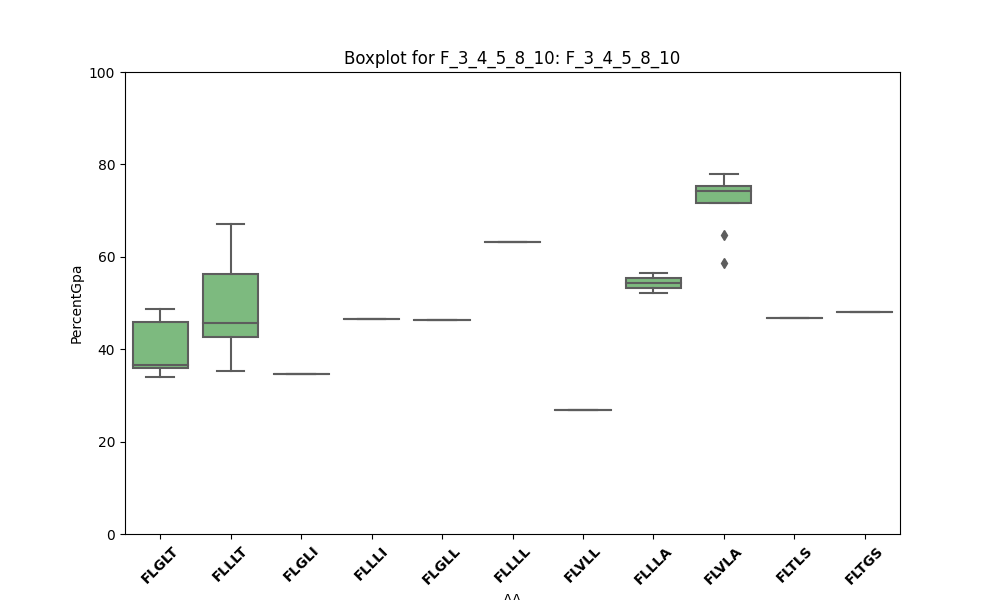 Boxplot for F_3_4_5_8_10: F_3_4_5_8_10
100
80
60
40
20
0
PercentGpa
FLGLT
FLLLT
FLGLI
FLLLI
FLGLL
FLLLL
FLVLL
FLLLA
FLVLA
FLTLS
FLTGS
AA